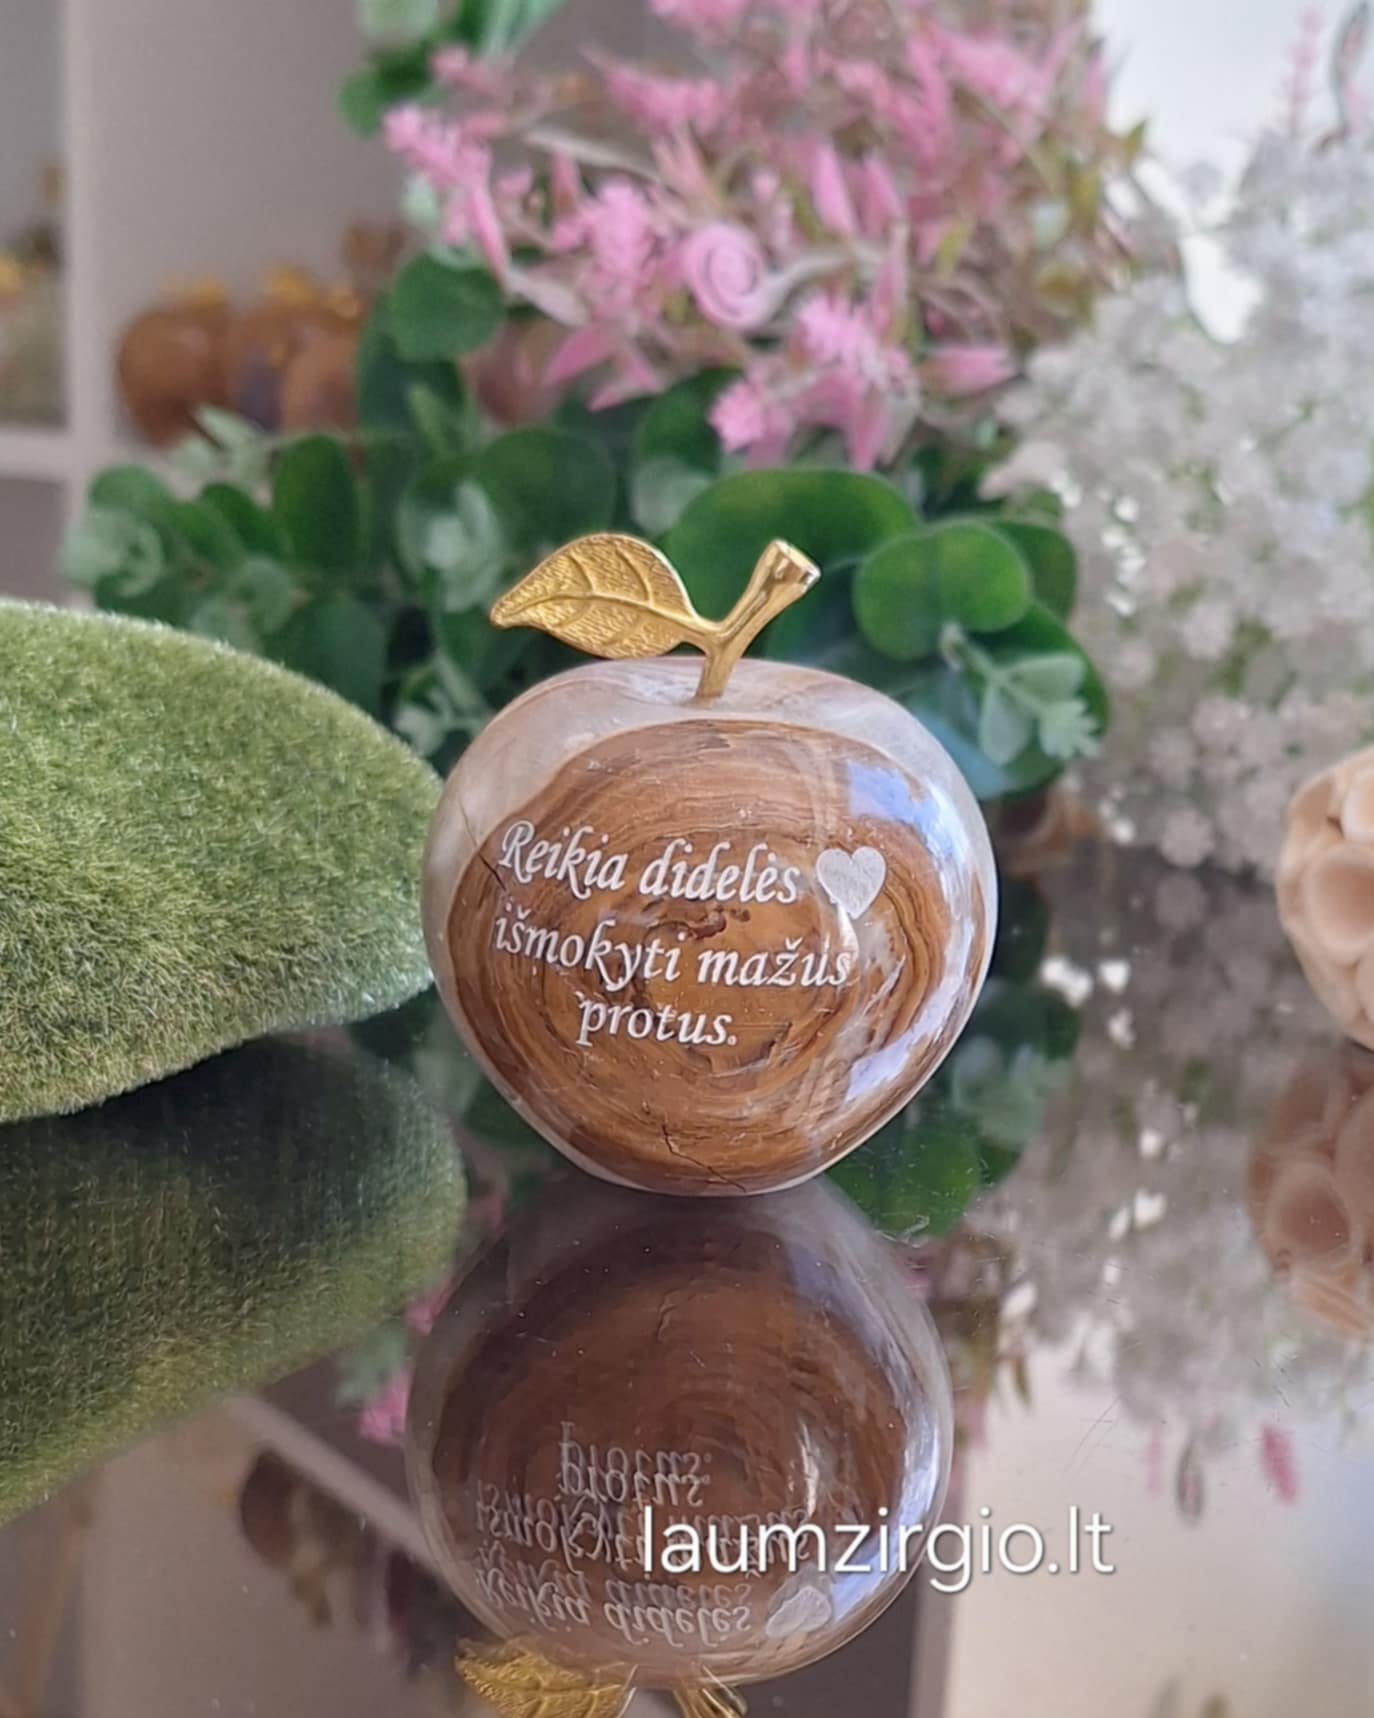 Reikia didelės 🤍
išmokyti mažus
protus.
laumzirgio.lt